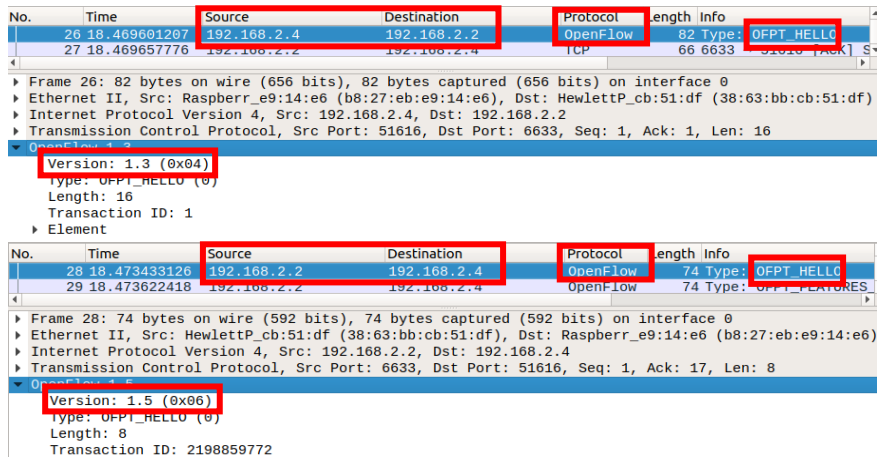 No. Time Source Destination Protocol Length Info
26 18.469601207 192.168.2.4 192.168.2.2 OpenFlow 82 Type: OFPT_HELLO
27 18.469657776 192.168.2.2 192.168.2.4 TCP 66 6633 51616 [ACK] S
Frame 26: 82 bytes on wire (656 bits), 82 bytes captured (656 bits) on interface 0
Ethernet II, Src: Raspberr_e9:14:e6 (b8:27:eb:e9:14:e6), Dst: HewlettP_cb:51:df (38:63:bb:cb:51:df)
Internet Protocol Version 4, Src: 192.168.2.4, Dst: 192.168.2.2
Transmission Control Protocol, Src Port: 51616, Dst Port: 6633, Seq: 1, Ack: 1, Len: 16
OpenFlow 1.3
Version: 1.3 (0x04)
Type: OFPT_HELLO (0)
Length: 16
Transaction ID: 1
Element
No. Time Source Destination Protocol Length Info
28 18.473433126 192.168.2.2 192.168.2.4 OpenFlow 74 Type: OFPT_HELLO
29 18.473622418 192.168.2.2 192.168.2.4 OpenFlow 74 Type: OFPT_FEATURES_
Frame 28: 74 bytes on wire (592 bits), 74 bytes captured (592 bits) on interface 0
Ethernet II, Src: HewlettP_cb:51:df (38:63:bb:cb:51:df), Dst: Raspberr_e9:14:e6 (b8:27:eb:e9:14:e6)
Internet Protocol Version 4, Src: 192.168.2.2, Dst: 192.168.2.4
Transmission Control Protocol, Src Port: 6633, Dst Port: 51616, Seq: 1, Ack: 17, Len: 8
OpenFlow 1.5
Version: 1.5 (0x06)
Type: OFPT_HELLO (0)
Length: 8
Transaction ID: 2198859772